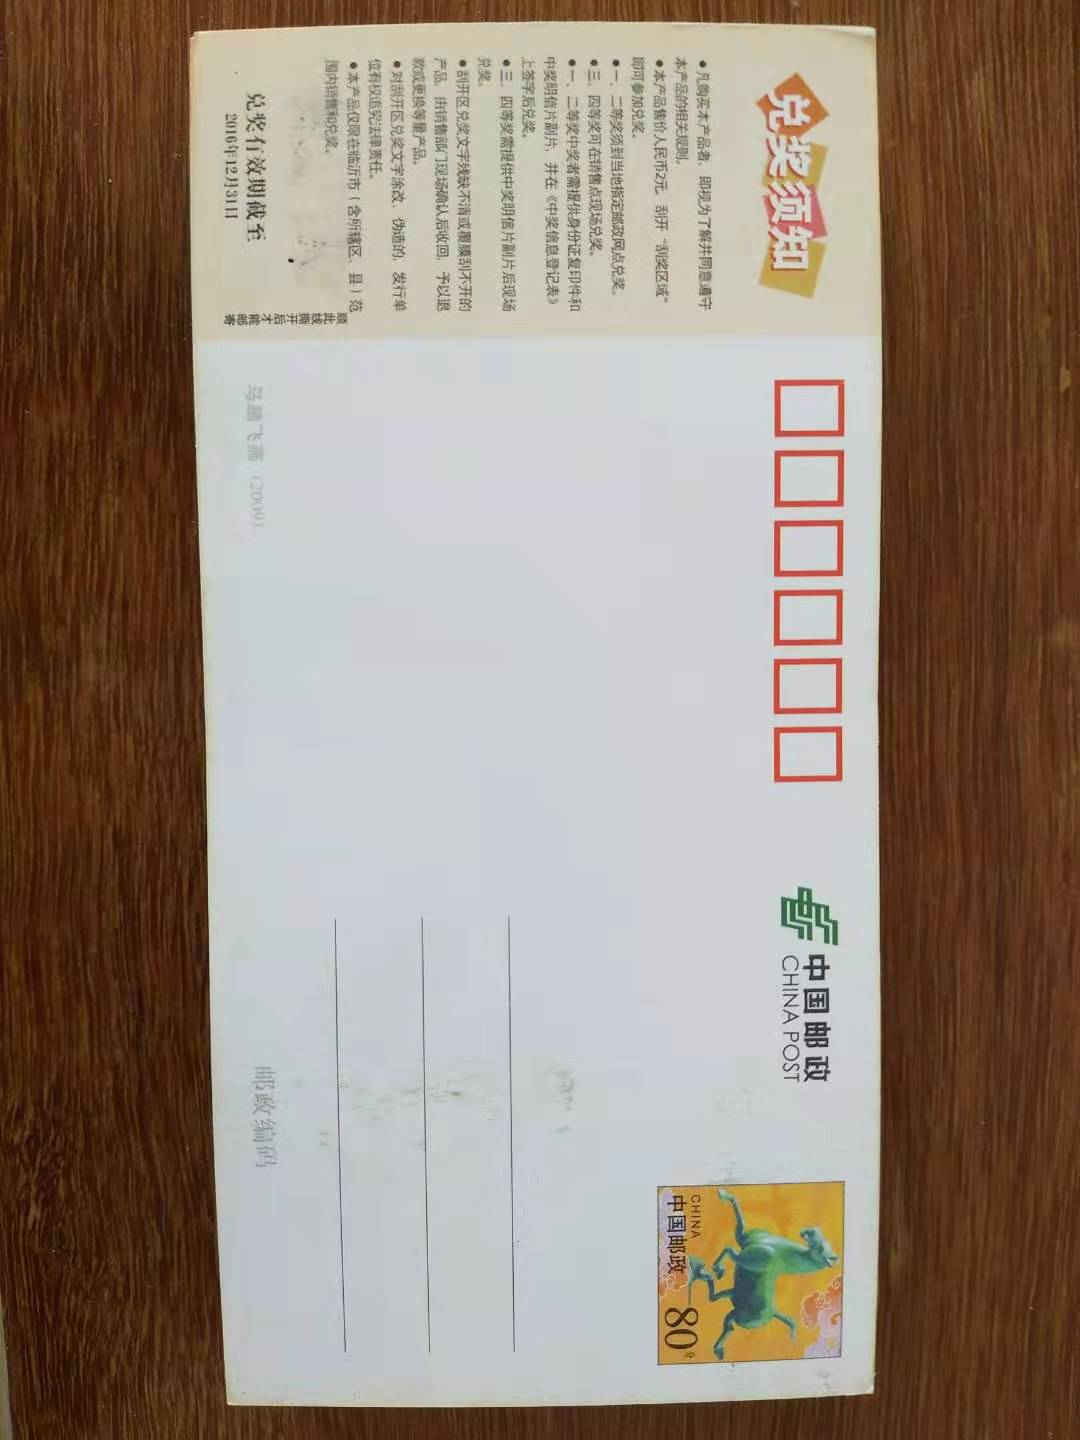 兑奖须知
●凡购买本产品者，即视为了解并同意遵守
本产品的相关规则。
●本产品售价人民币2元，刮开“刮奖区域”
即可参加兑奖。
●一、二等奖须到当地指定邮政网点兑奖。
●三、四等奖可在销售点现场兑奖。
●一、二等奖中奖者需提供身份证复印件和
中奖明信片副片，并在《中奖信息登记表》
上签字后兑奖。
●三、四等奖需提供中奖明信片副片后现场
兑奖。
●刮开区兑奖文字残缺不清或覆膜刮不开的
产品，由销售部门现场确认后收回，予以退
款或更换等量产品。
●对刮开区兑奖文字涂改、伪造的，发行单
位有权追究法律责任。
●本产品仅限在临沂市（含所辖区、县）范
围内销售和兑奖。
兑奖有效期截至
2016年12月31日
顺此线撕开后才能邮寄
中国邮政
CHINA POST
CHINA
中国邮政
80分
马踏飞燕（2009）
邮政编码